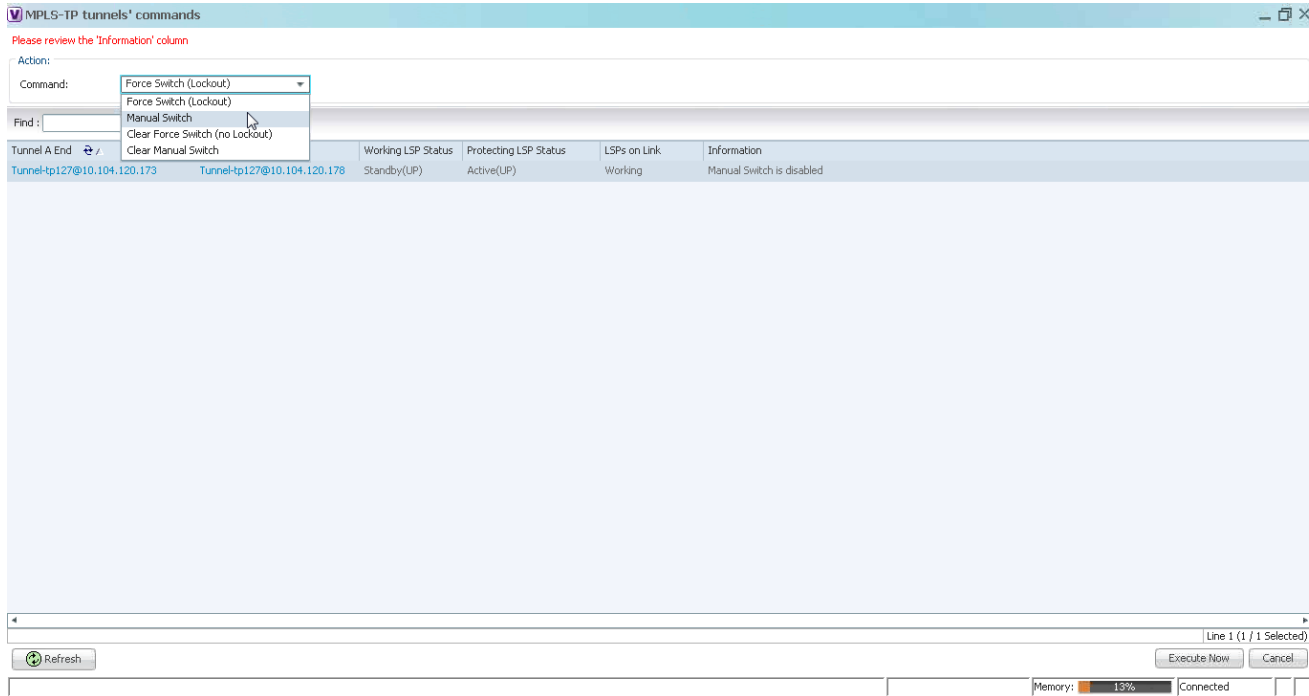 MPLS-TP tunnels' commands
Please review the 'Information' column
Action:
Command: Force Switch (Lockout)
Force Switch (Lockout)
Manual Switch
Clear Force Switch (no Lockout)
Clear Manual Switch
Find :
Tunnel A End Working LSP Status Protecting LSP Status LSPs on Link Information
Tunnel-tp127@10.104.120.173 Tunnel-tp127@10.104.120.178 Standby(UP) Active(UP) Working Manual Switch is disabled
Line 1 (1 / 1 Selected)
Refresh Execute Now Cancel
Memory: 13% Connected